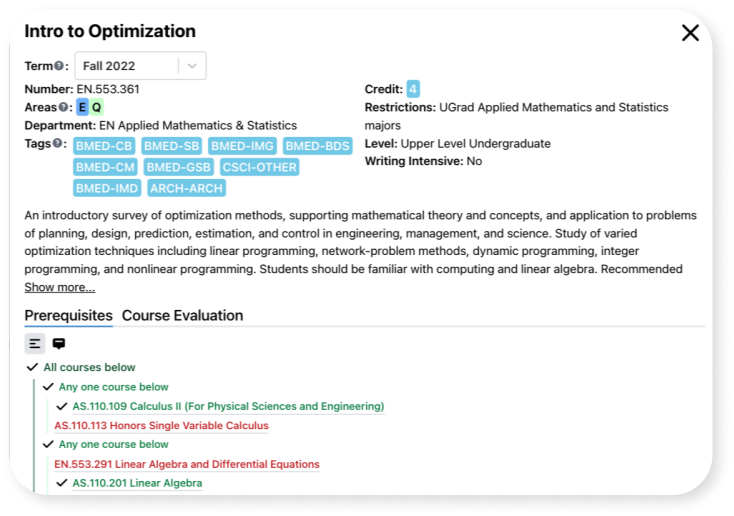 Intro to Optimization
Term?: Fall 2022
Number: EN.553.361
Areas?: E Q
Department: EN Applied Mathematics & Statistics
Tags?: BMED-CB BMED-SB BMED-IMG BMED-BDS
BMED-CM BMED-GSB CSCI-OTHER
BMED-IMD ARCH-ARCH
Credit: 4
Restrictions: UGrad Applied Mathematics and Statistics
majors
Level: Upper Level Undergraduate
Writing Intensive: No
An introductory survey of optimization methods, supporting mathematical theory and concepts, and application to problems
of planning, design, prediction, estimation, and control in engineering, management, and science. Study of varied
optimization techniques including linear programming, network-problem methods, dynamic programming, integer
programming, and nonlinear programming. Students should be familiar with computing and linear algebra. Recommended
Show more...
Prerequisites Course Evaluation
All courses below
Any one course below
AS.110.109 Calculus II (For Physical Sciences and Engineering)
AS.110.113 Honors Single Variable Calculus
Any one course below
EN.553.291 Linear Algebra and Differential Equations
AS.110.201 Linear Algebra